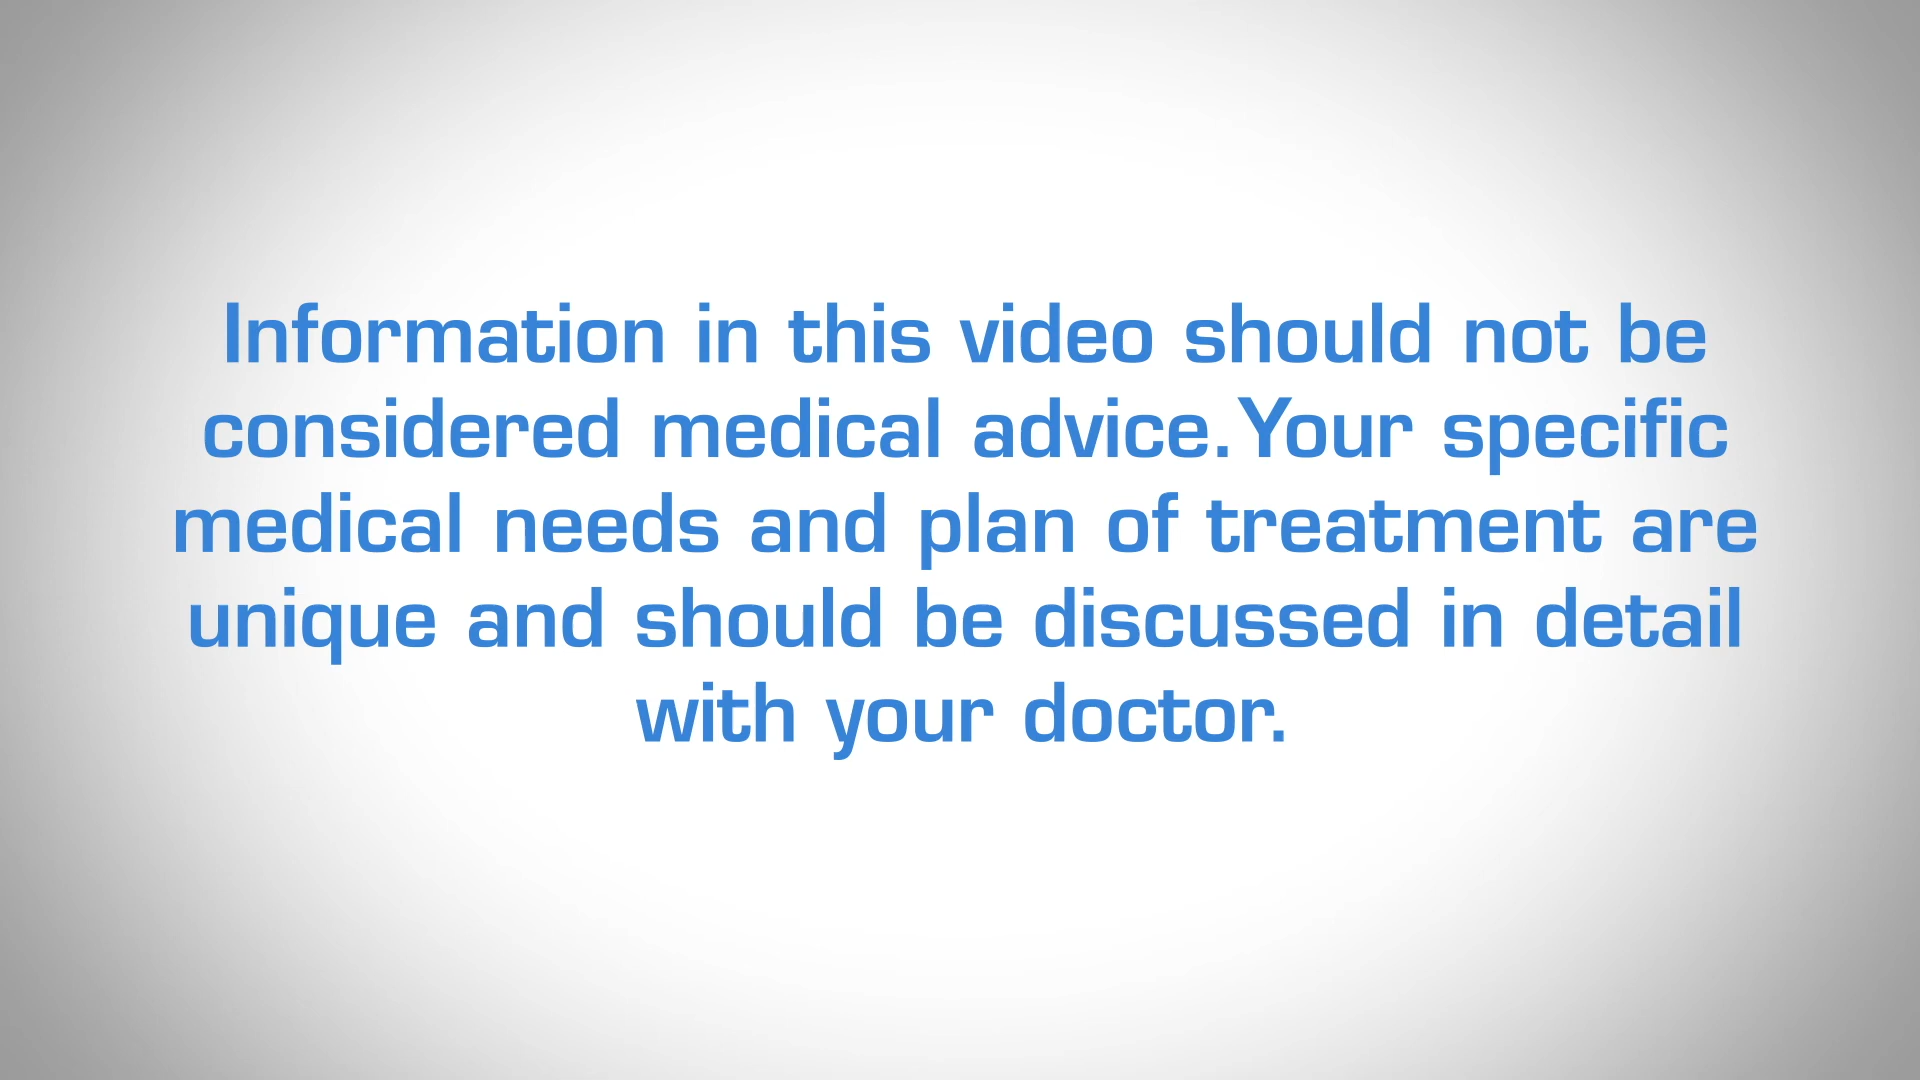 Information in this video should not be
considered medical advice. Your specific
medical needs and plan of treatment are
unique and should be discussed in detail
with your doctor.